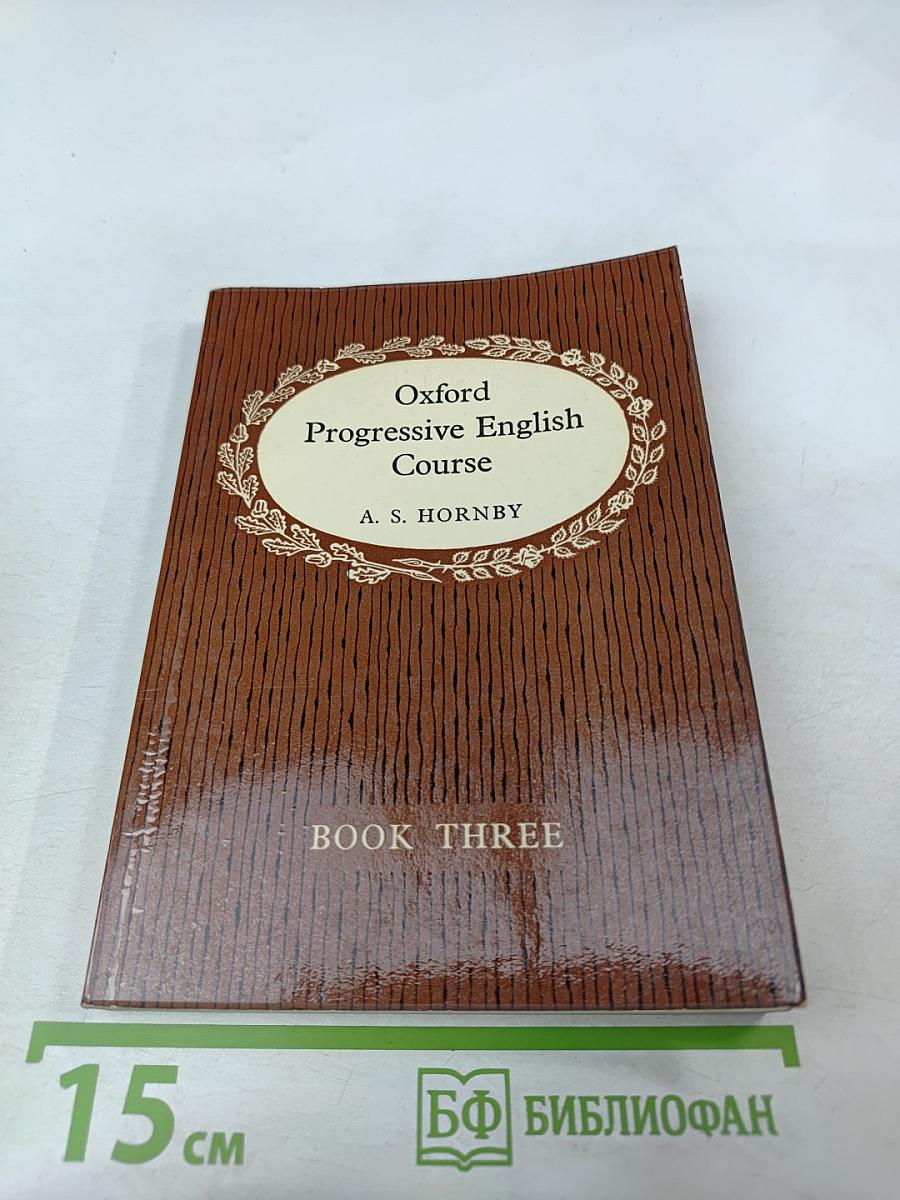 Oxford
Progressive English
Course
A. S. HORNBY
BOOK THREE
15 см
БФ БИБЛИОФАН